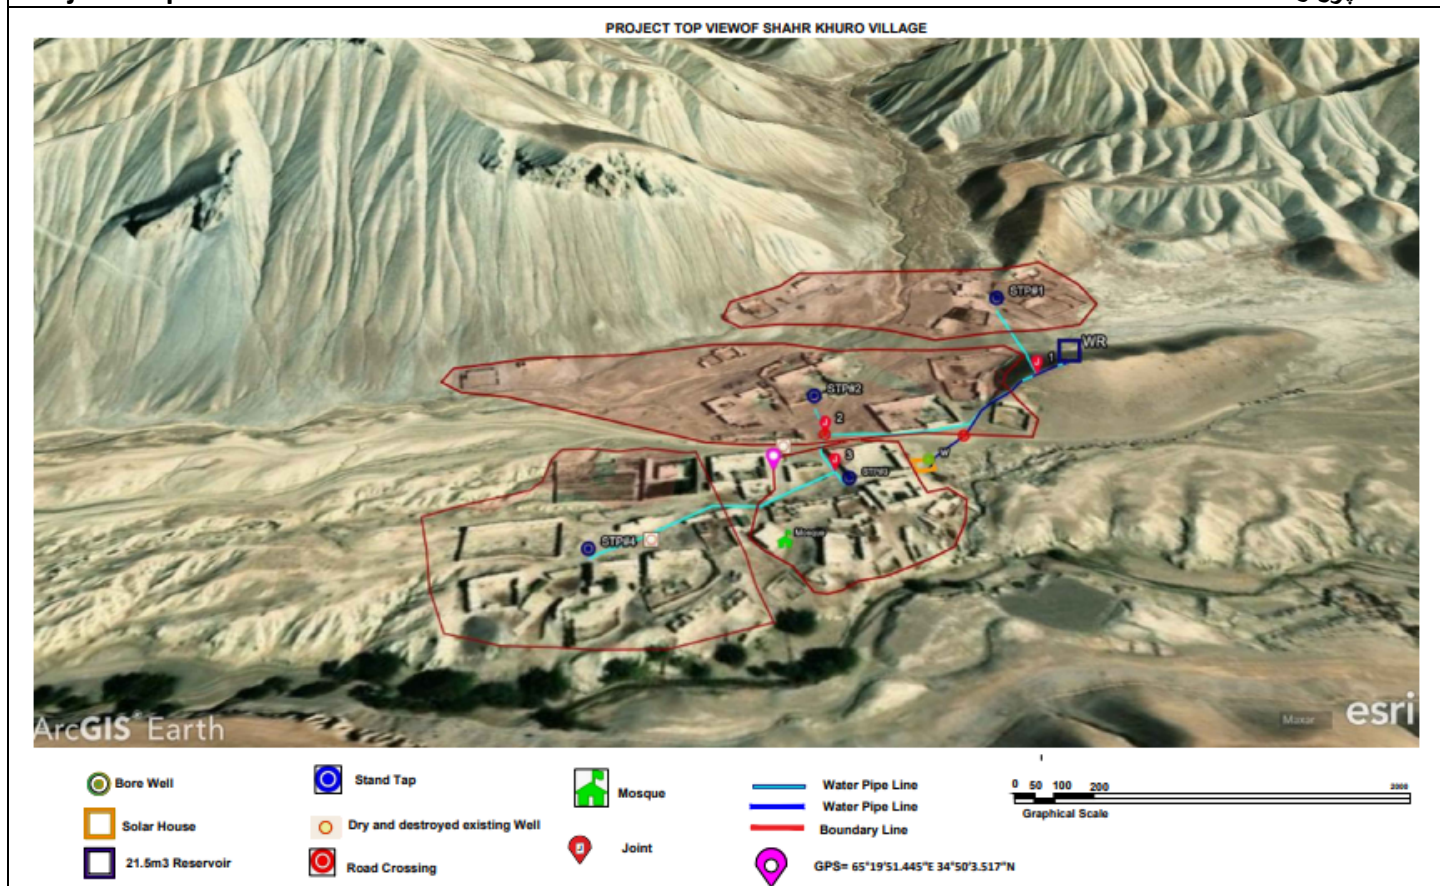 PROJECT TOP VIEWOF SHAHR KHURO VILLAGE
STP#1
WR
1
STP#2
2
3
W
STP#3
STP#4
Mosque
ArcGIS Earth
Maxar
esri
Bore Well
Stand Tap
Mosque
Water Pipe Line
0 50 100 200 2000
Water Pipe Line
Graphical Scale
Solar House
Dry and destroyed existing Well
Boundary Line
Joint
21.5m3 Reservoir
Road Crossing
GPS= 65°19'51.445"E 34°50'3.517"N